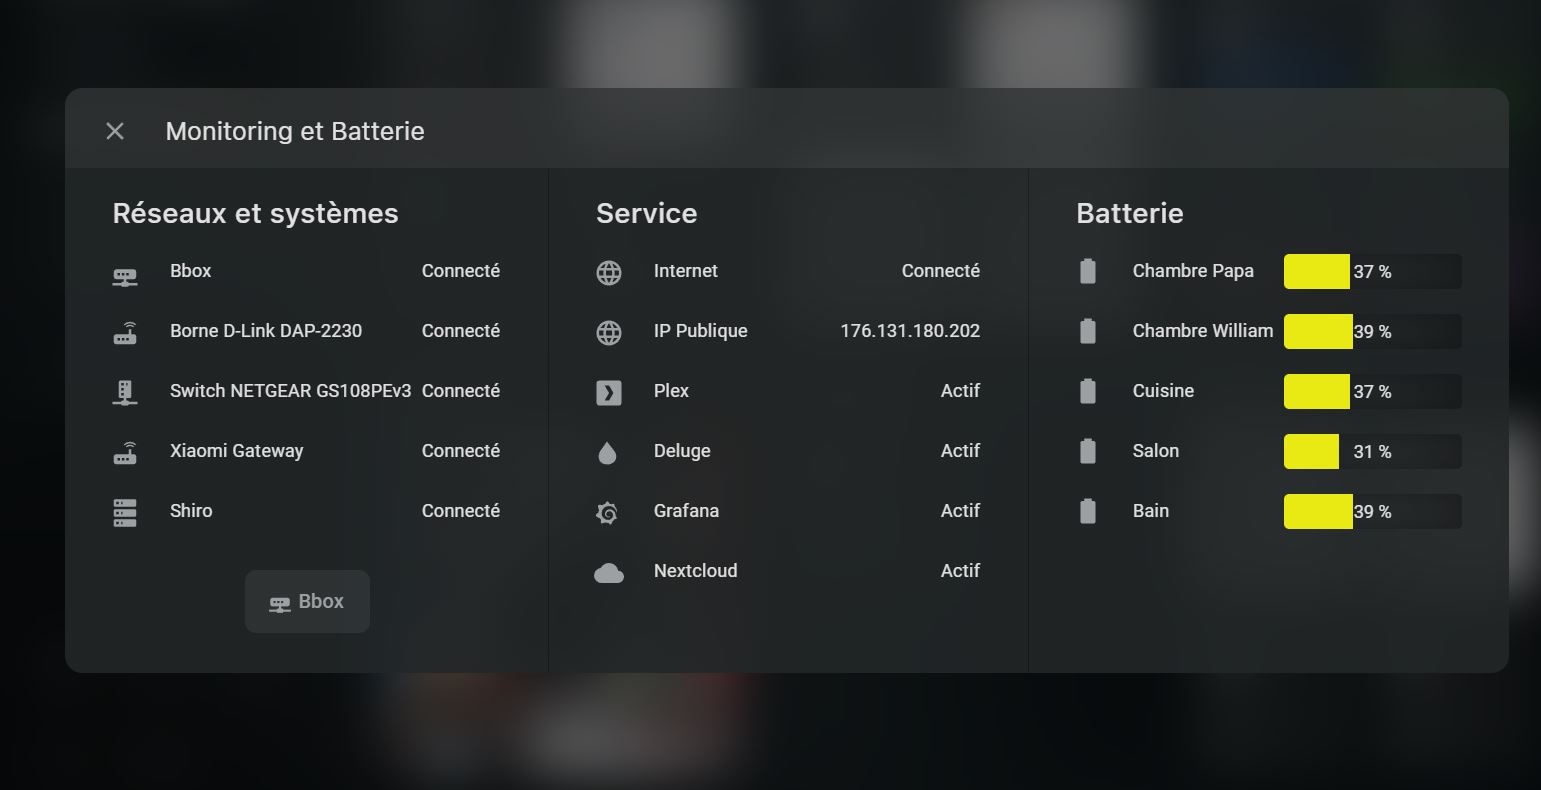 Monitoring et Batterie
Réseaux et systèmes
Bbox Connecté
Borne D-Link DAP-2230 Connecté
Switch NETGEAR GS108PEv3 Connecté
Xiaomi Gateway Connecté
Shiro Connecté
Bbox
Service
Internet Connecté
IP Publique 176.131.180.202
Plex Actif
Deluge Actif
Grafana Actif
Nextcloud Actif
Batterie
Chambre Papa 37 %
Chambre William 39 %
Cuisine 37 %
Salon 31 %
Bain 39 %